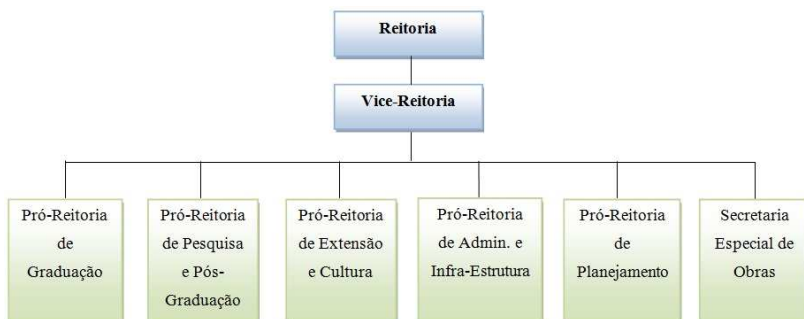 Reitoria
Vice-Reitoria
Pró-Reitoria
de
Graduação
Pró-Reitoria
de Pesquisa
e Pós-
Graduação
Pró-Reitoria
de Extensão
e Cultura
Pró-Reitoria
de Admin. e
Infra-Estrutura
Pró-Reitoria
de
Planejamento
Secretaria
Especial de
Obras